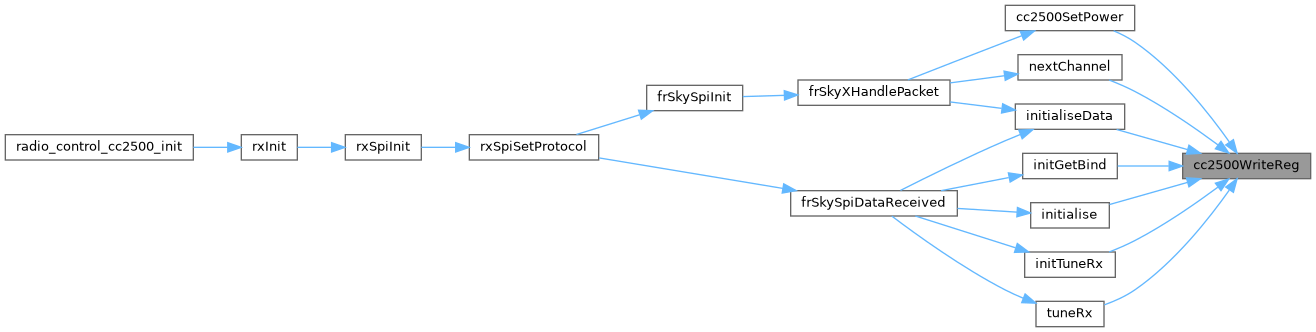 cc2500SetPower
nextChannel
frSkyXHandlePacket
frSkySpiInit
initialiseData
radio_control_cc2500_init
rxInit
rxSpiInit
rxSpiSetProtocol
initGetBind
cc2500WriteReg
frSkySpiDataReceived
initialise
initTuneRx
tuneRx